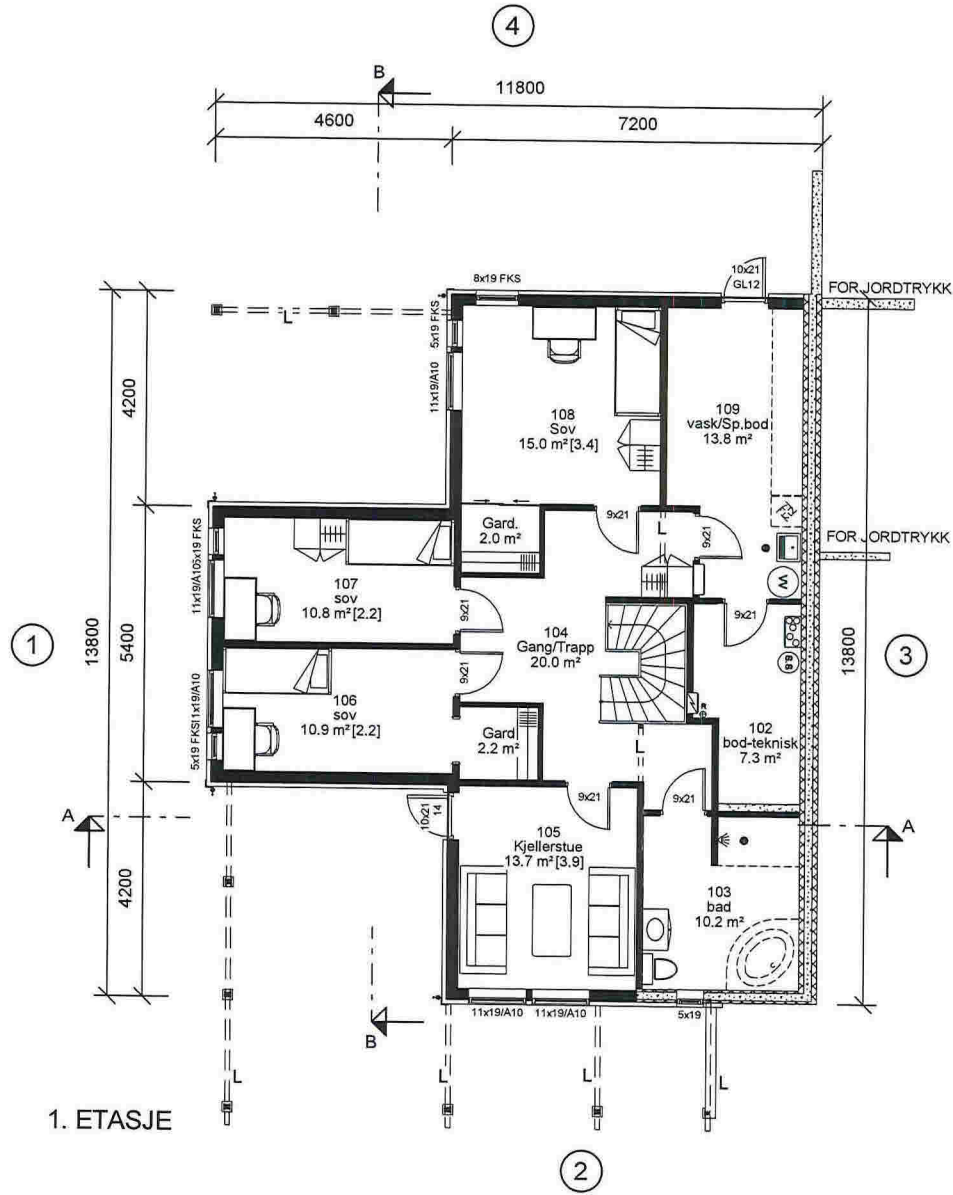 4
B
11800
4600
7200
10x21
GL12
8x19 FKS
FOR JORDTRYKK
L
5x19 FKS
11x19/A10
4200
108
Sov
15.0 m²[3.4]
109
vask/Sp.bod
13.8 m²
Gard.
2.0 m²
9x21
L
9x21
FOR JORDTRYKK
W
5x19 FKS
11x19/A10
107
sov
10.8 m²[2.2]
9x21
9x21
1
13800
5400
104
Gang/Trapp
20.0 m²
13800
3
11x19/A10
5x19 FKS
106
sov
10.9 m²[2.2]
9x21
Gard
2.2 m²
L
102
bod-teknisk
7.3 m²
A
10x21
14
9x21
9x21
A
105
Kjellerstue
13.7 m²[3.9]
4200
103
bad
10.2 m²
11x19/A10
11x19/A10
5x19
B
L
L
L
L
1. ETASJE
2